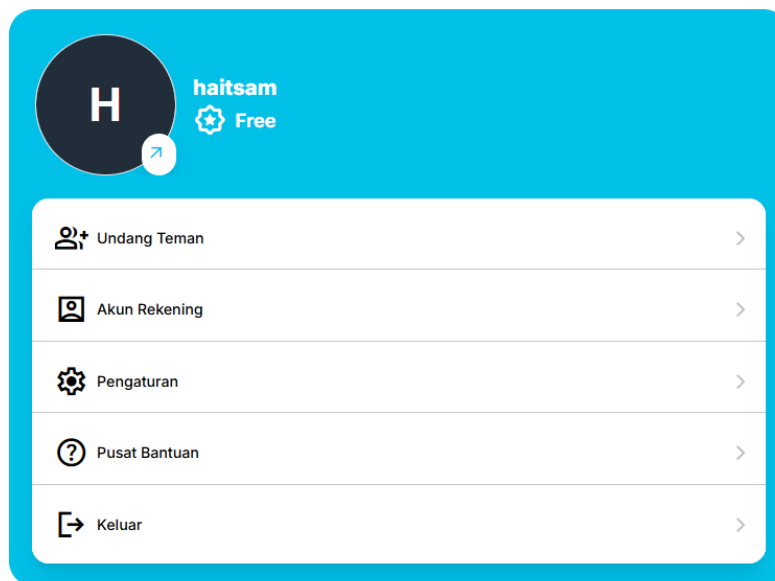 H
haitsam
Free
Undang Teman
Akun Rekening
Pengaturan
Pusat Bantuan
Keluar